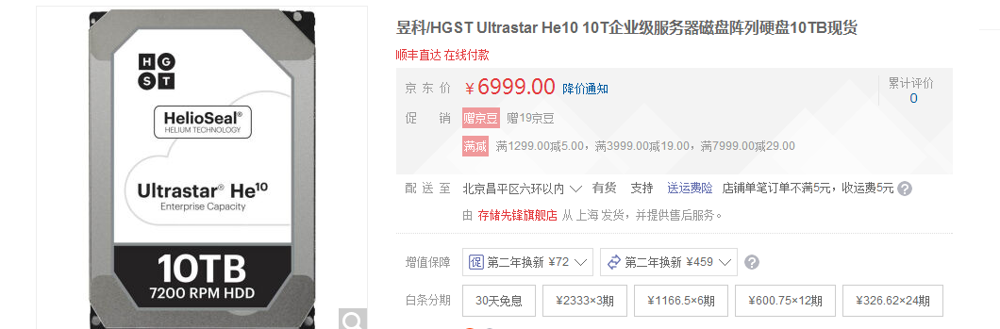 昱科/HGST Ultrastar He10 10T企业级服务器磁盘阵列硬盘10TB现货
顺丰直达 在线付款
京东价 ￥6999.00 降价通知
累计评价
0
促销 赠京豆 赠19京豆
满减 满1299.00减5.00，满3999.00减19.00，满7999.00减29.00
配送至 北京昌平区六环以内 有货 支持 送运费险 店铺单笔订单不满5元，收运费5元 ?
由 存储先锋旗舰店 从 上海 发货，并提供售后服务。
增值保障 促 第二年换新 ¥72 第二年换新 ¥459 ?
白条分期 30天免息 ¥2333×3期 ¥1166.5×6期 ¥600.75×12期 ¥326.62×24期
HG
ST
HelioSeal®
HELIUM TECHNOLOGY
Ultrastar® He10
Enterprise Capacity
10TB
7200 RPM HDD